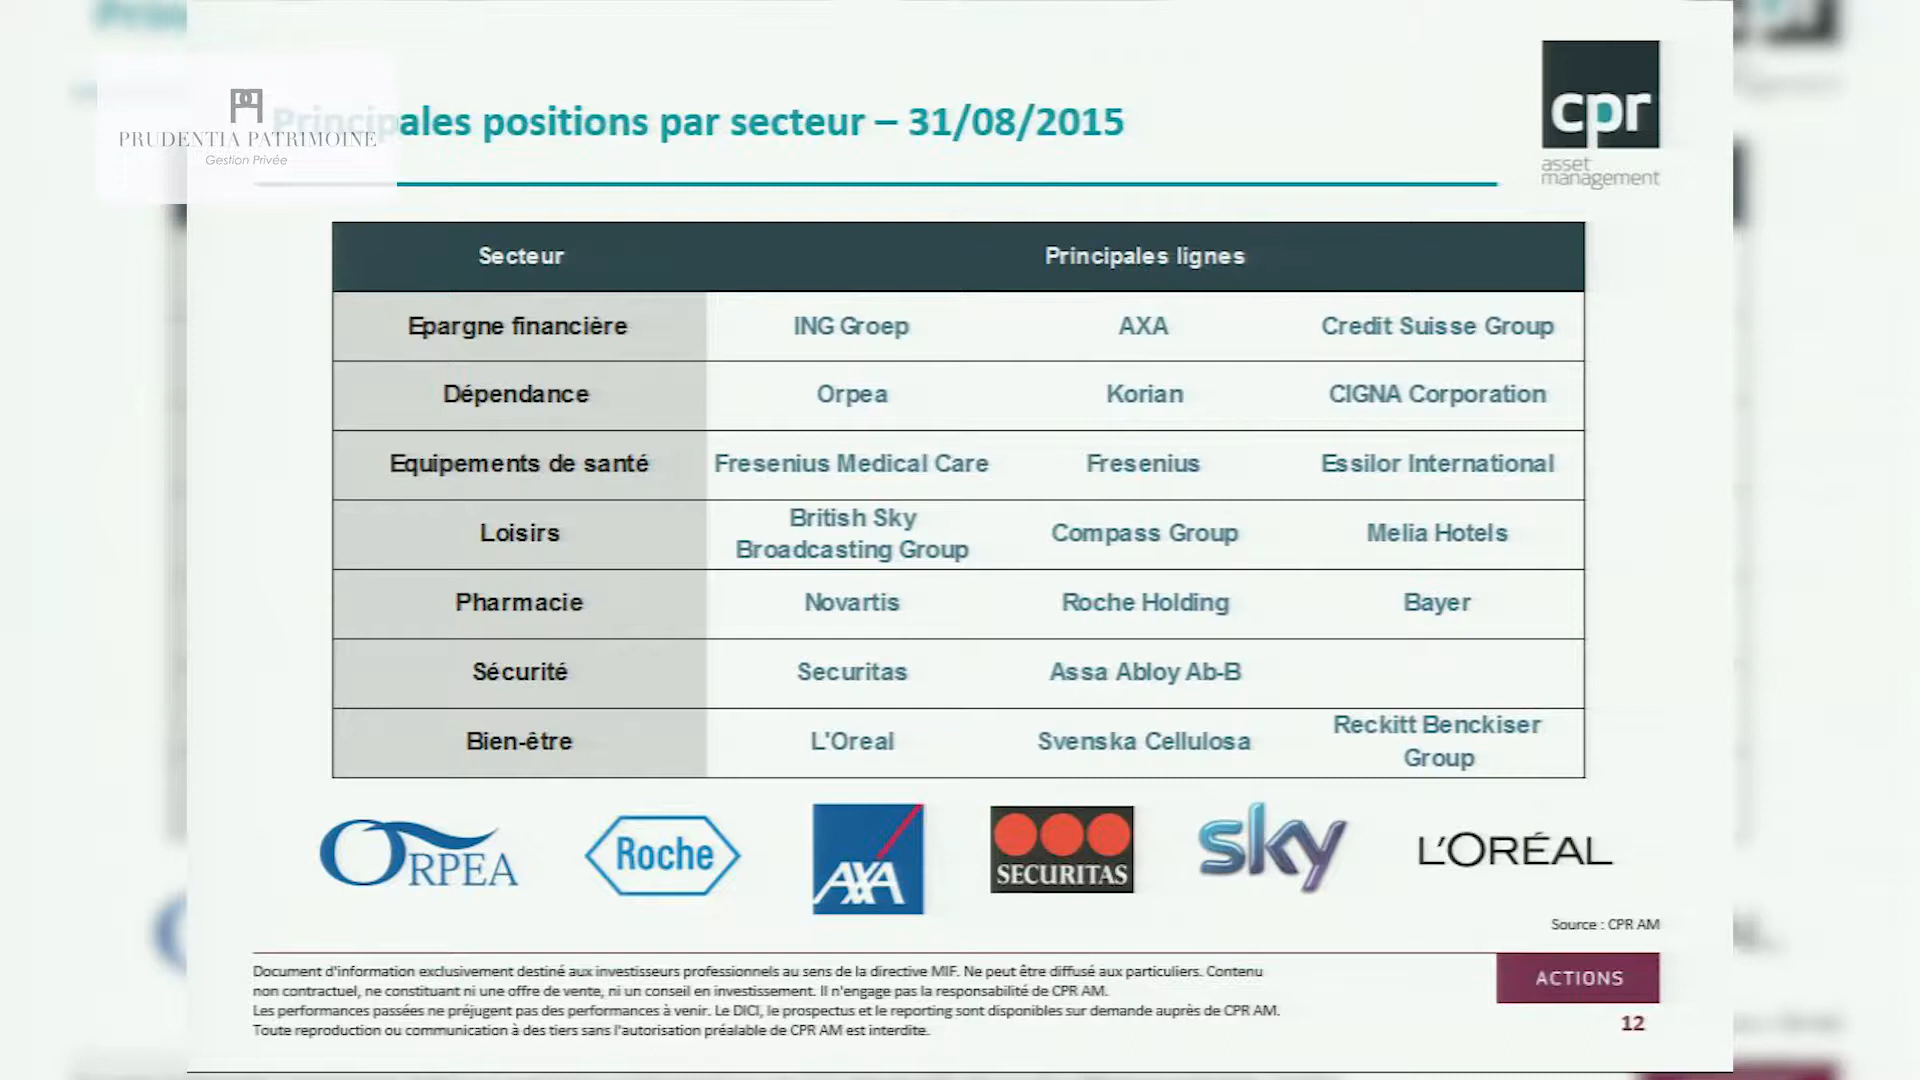 PRUDENTIA PATRIMOINE
Gestion Privée
Principales positions par secteur – 31/08/2015
cpr
asset
management
Secteur Principales lignes
Epargne financière ING Groep AXA Credit Suisse Group
Dépendance Orpea Korian CIGNA Corporation
Equipements de santé Fresenius Medical Care Fresenius Essilor International
Loisirs British Sky Broadcasting Group Compass Group Melia Hotels
Pharmacie Novartis Roche Holding Bayer
Sécurité Securitas Assa Abloy Ab-B
Bien-être L'Oreal Svenska Cellulosa Reckitt Benckiser Group
ORPEA Roche AXA SECURITAS sky L'ORÉAL
Source : CPR AM
Document d'information exclusivement destiné aux investisseurs professionnels au sens de la directive MIF. Ne peut être diffusé aux particuliers. Contenu
non contractuel, ne constituant ni une offre de vente, ni un conseil en investissement. Il n'engage pas la responsabilité de CPR AM.
Les performances passées ne préjugent pas des performances à venir. Le DICI, le prospectus et le reporting sont disponibles sur demande auprès de CPR AM.
Toute reproduction ou communication à des tiers sans l'autorisation préalable de CPR AM est interdite.
ACTIONS
12